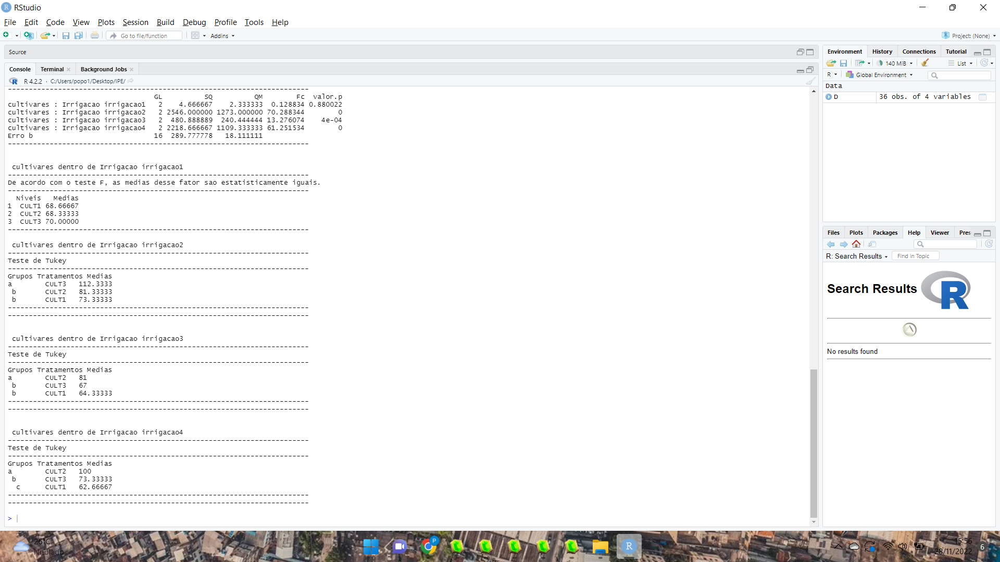 RStudio
File Edit Code View Plots Session Build Debug Profile Tools Help
Go to file/function Addins Project: (None)
Source
Console Terminal Background Jobs
R 4.2.2 · C:/Users/popo1/Desktop/IPE/
------------------------------------------------------------------------
GL SQ QM Fc valor.p
cultivares : Irrigacao irrigacao1 2 4.666667 2.333333 0.128834 0.880022
cultivares : Irrigacao irrigacao2 2 2546.000000 1273.000000 70.288344 0
cultivares : Irrigacao irrigacao3 2 480.888889 240.444444 13.276074 4e-04
cultivares : Irrigacao irrigacao4 2 2218.666667 1109.333333 61.251534 0
Erro b 16 289.777778 18.111111
------------------------------------------------------------------------
cultivares dentro de Irrigacao irrigacao1
------------------------------------------------------------------------
De acordo com o teste F, as medias desse fator sao estatisticamente iguais.
------------------------------------------------------------------------
Niveis Medias
1 CULT1 68.66667
2 CULT2 68.33333
3 CULT3 70.00000
------------------------------------------------------------------------
cultivares dentro de Irrigacao irrigacao2
------------------------------------------------------------------------
Teste de Tukey
------------------------------------------------------------------------
Grupos Tratamentos Medias
a CULT3 112.3333
b CULT2 81.33333
b CULT1 73.33333
------------------------------------------------------------------------
------------------------------------------------------------------------
cultivares dentro de Irrigacao irrigacao3
------------------------------------------------------------------------
Teste de Tukey
------------------------------------------------------------------------
Grupos Tratamentos Medias
a CULT2 81
b CULT3 67
b CULT1 64.33333
------------------------------------------------------------------------
------------------------------------------------------------------------
cultivares dentro de Irrigacao irrigacao4
------------------------------------------------------------------------
Teste de Tukey
------------------------------------------------------------------------
Grupos Tratamentos Medias
a CULT2 100
b CULT3 73.33333
c CULT1 62.66667
------------------------------------------------------------------------
------------------------------------------------------------------------
>
Environment History Connections Tutorial
140 MiB List
R Global Environment
Data
D 36 obs. of 4 variables
Files Plots Packages Help Viewer Pres
R: Search Results Find in Topic
Search Results R
No results found
26°C
Nublado
P
R
15:56
28/11/2022
6